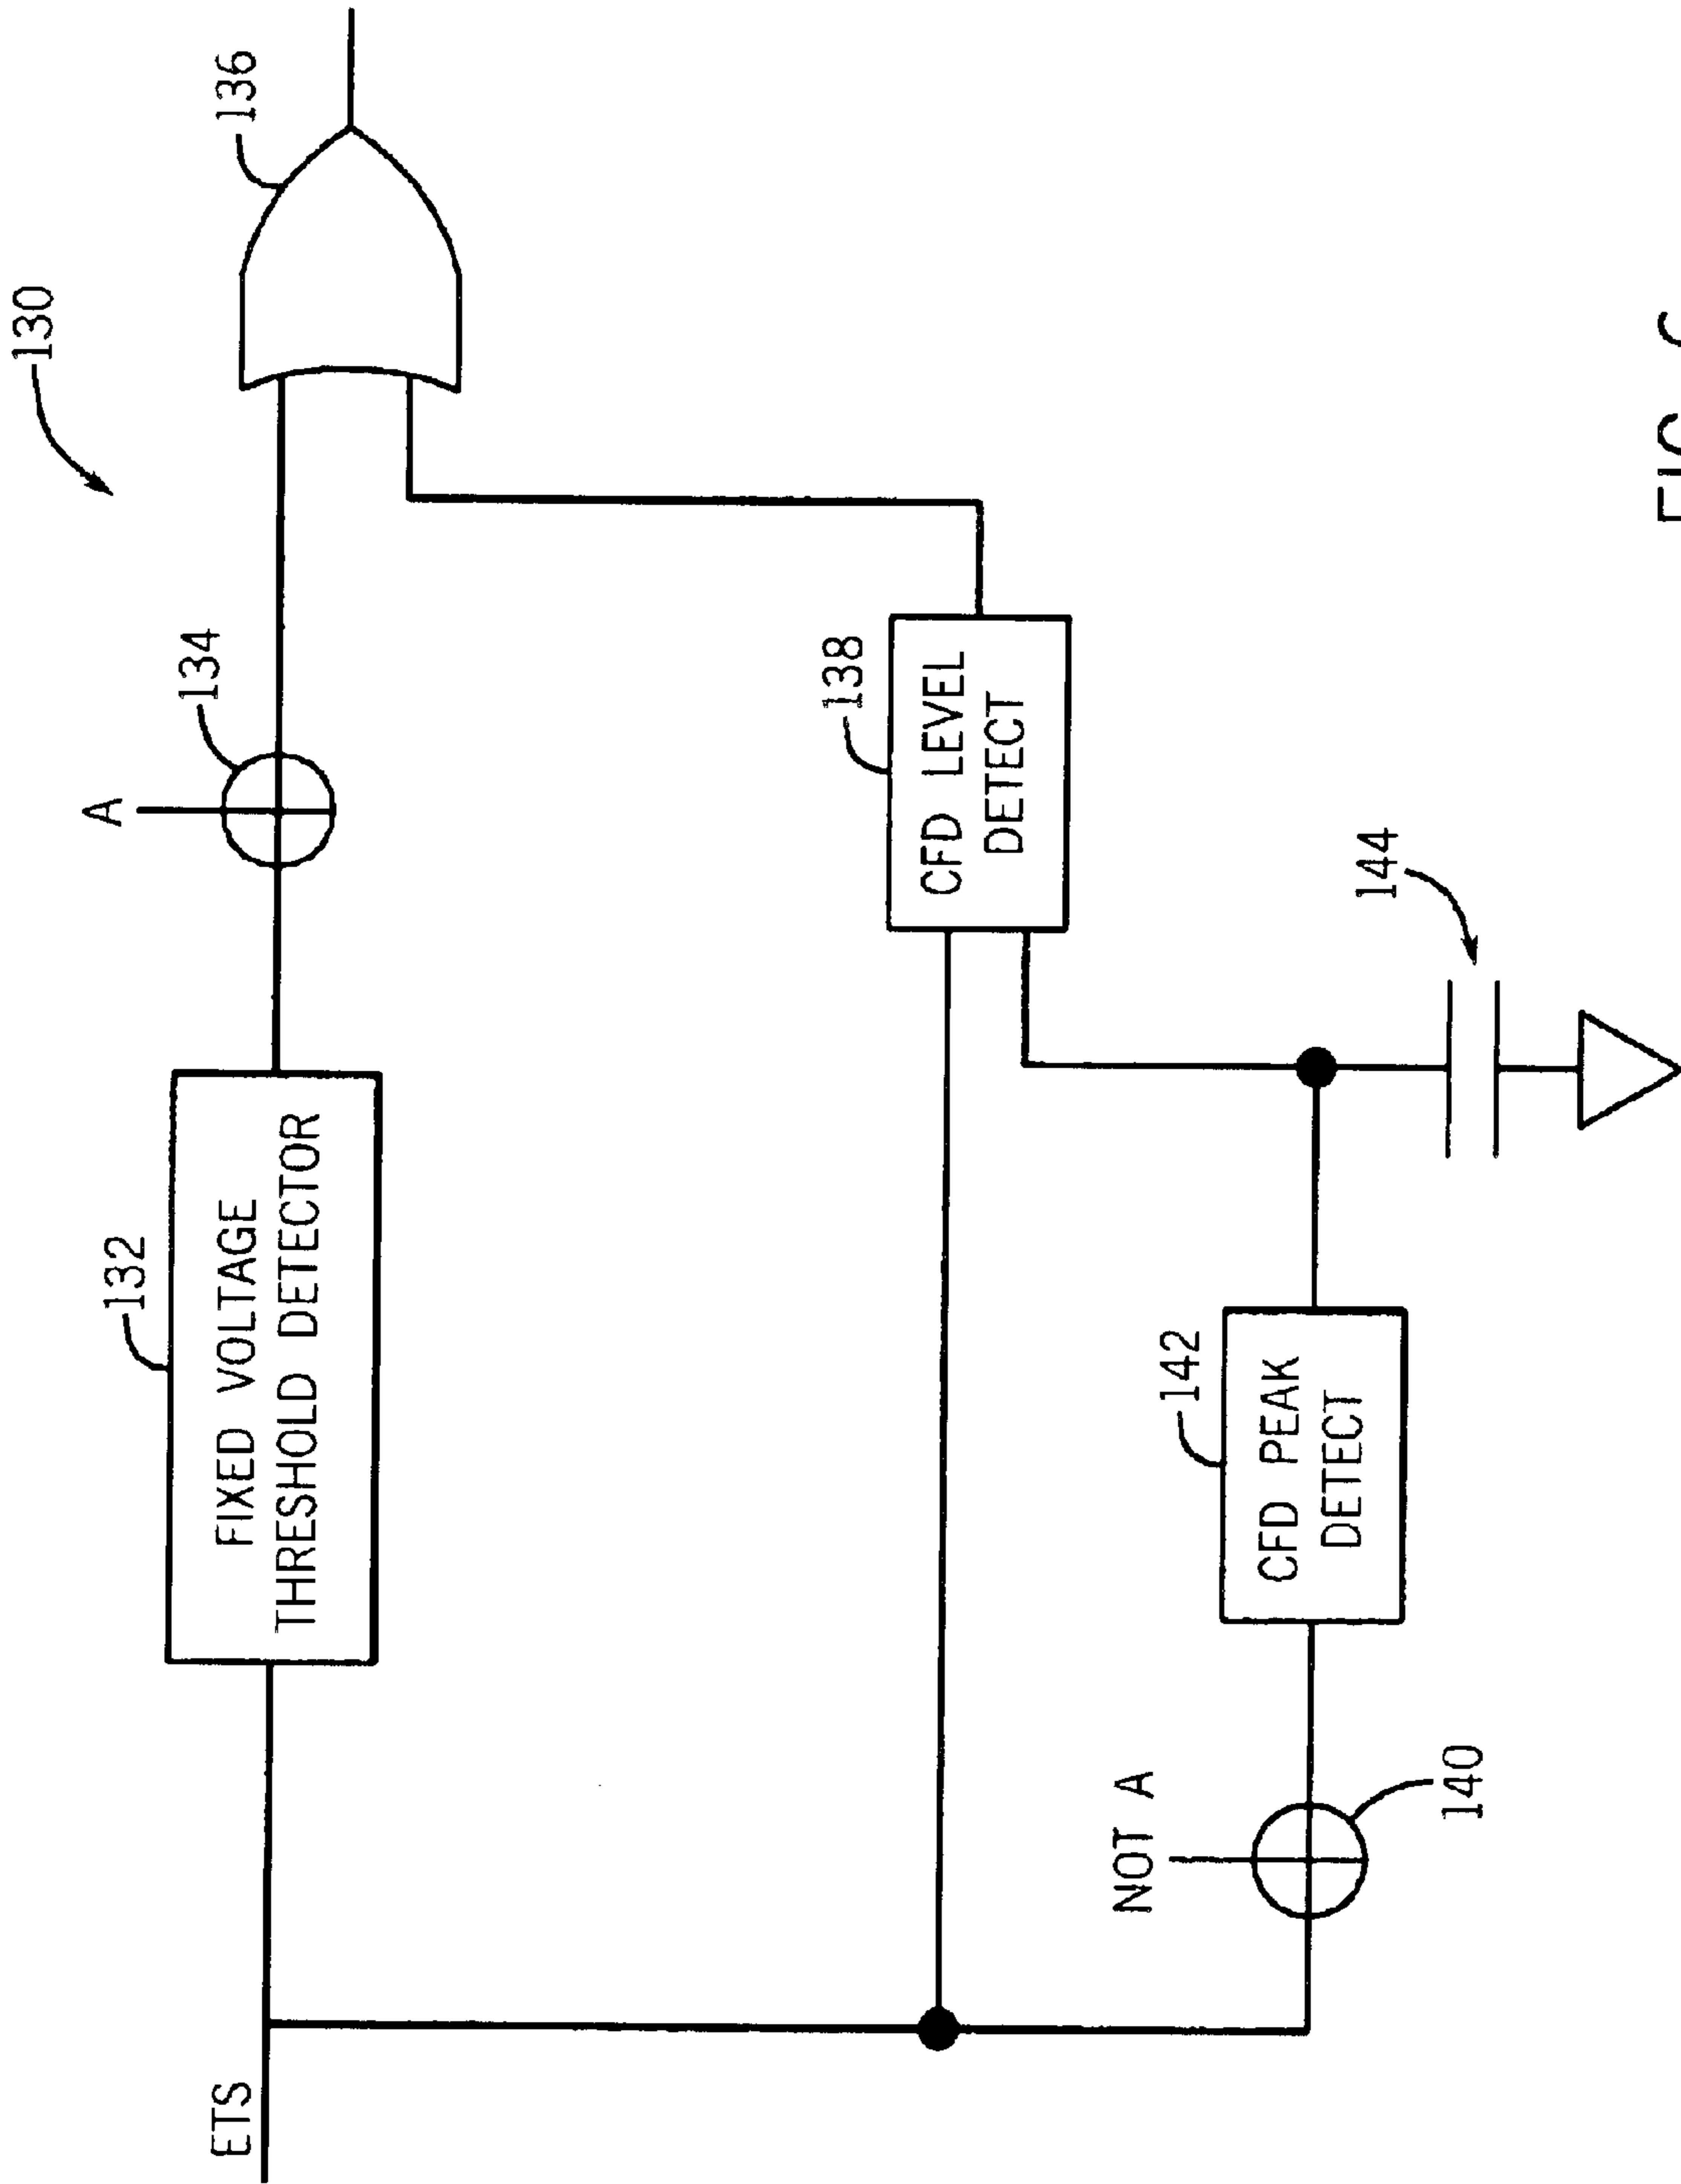 130
ETS
132
FIXED VOLTAGE
THRESHOLD DETECTOR
A
134
136
138
CFD LEVEL
DETECT
NOT A
140
142
CFD PEAK
DETECT
144